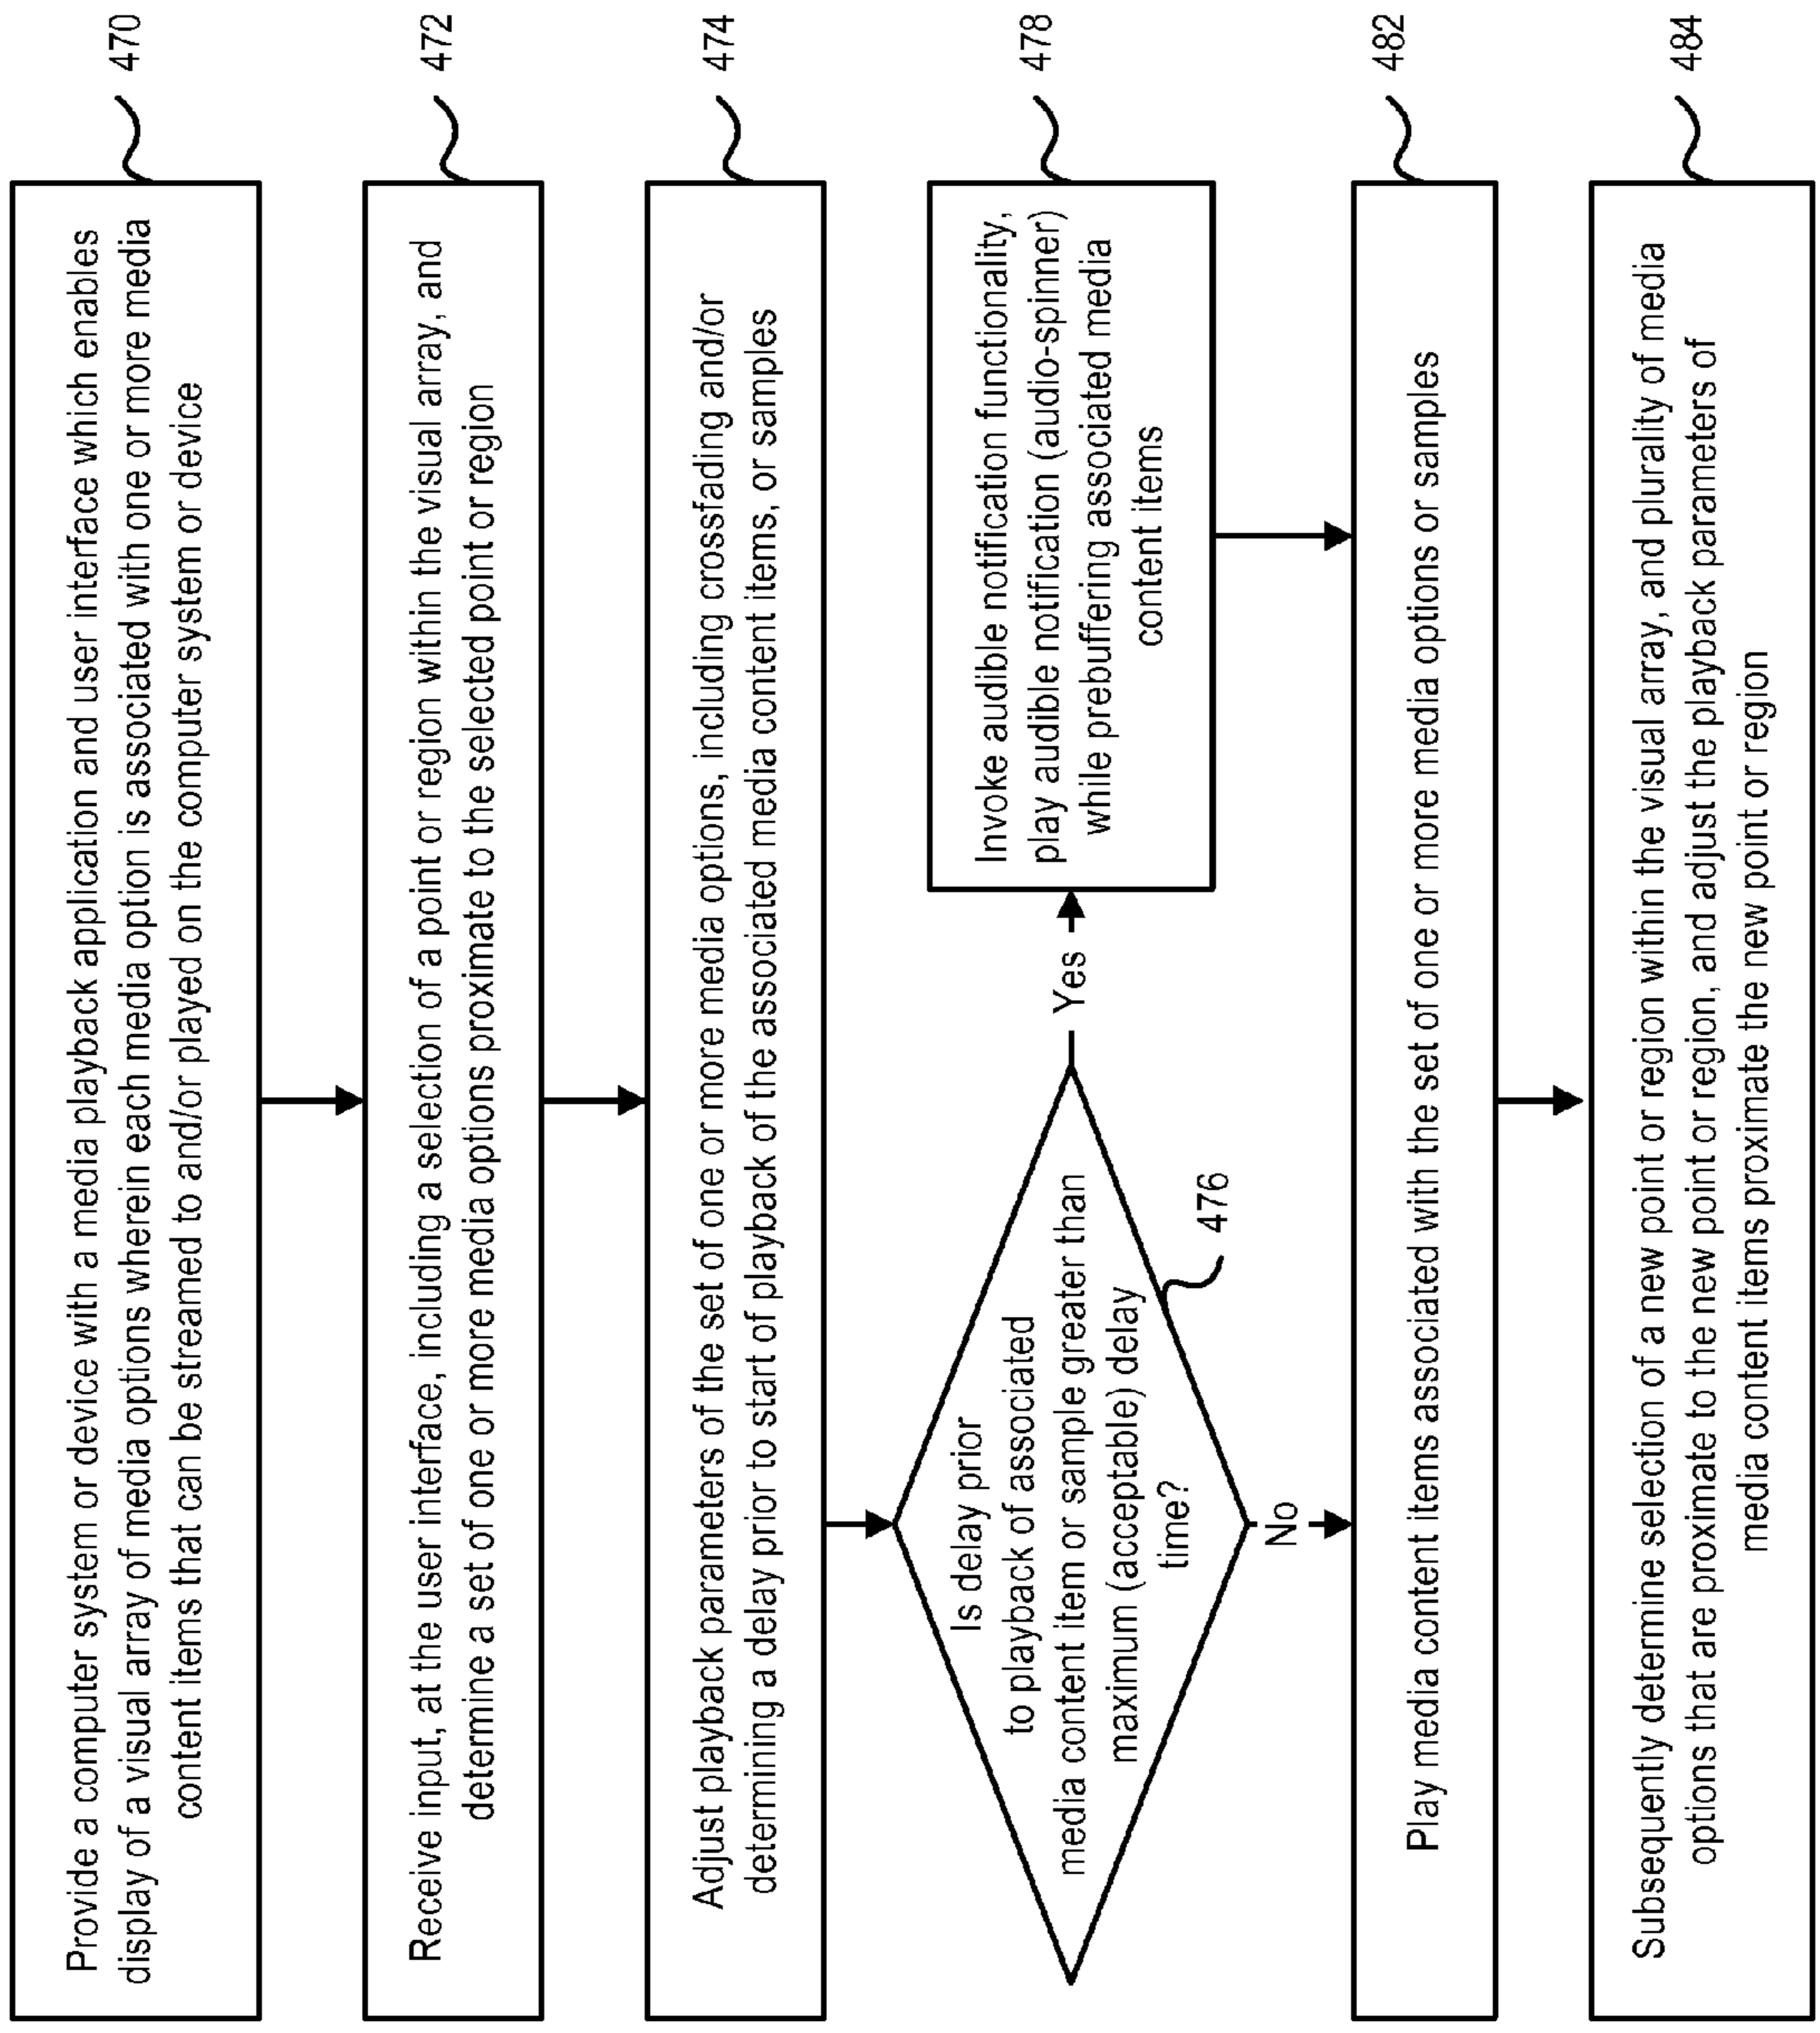 Provide a computer system or device with a media playback application and user interface which enables
display of a visual array of media options wherein each media option is associated with one or more media
content items that can be streamed to and/or played on the computer system or device
470
Receive input, at the user interface, including a selection of a point or region within the visual array, and
determine a set of one or more media options proximate to the selected point or region
472
Adjust playback parameters of the set of one or more media options, including crossfading and/or
determining a delay prior to start of playback of the associated media content items, or samples
474
Is delay prior
to playback of associated
media content item or sample greater than
maximum (acceptable) delay
time?
476
Yes
No
Invoke audible notification functionality,
play audible notification (audio-spinner)
while prebuffering associated media
content items
478
Play media content items associated with the set of one or more media options or samples
482
Subsequently determine selection of a new point or region within the visual array, and plurality of media
options that are proximate to the new point or region, and adjust the playback parameters of
media content items proximate the new point or region
484